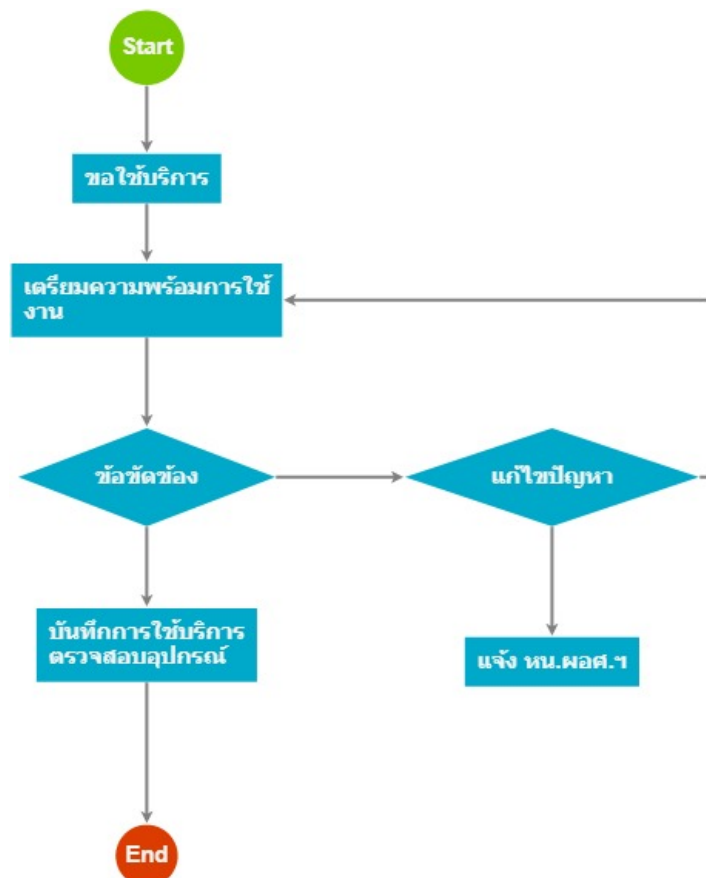 Start
ขอใช้บริการ
เตรียมความพร้อมการใช้
งาน
ข้อขัดข้อง
แก้ไขปัญหา
บันทึกการใช้บริการ
ตรวจสอบอุปกรณ์
แจ้ง หน.ผอศ.ฯ
End